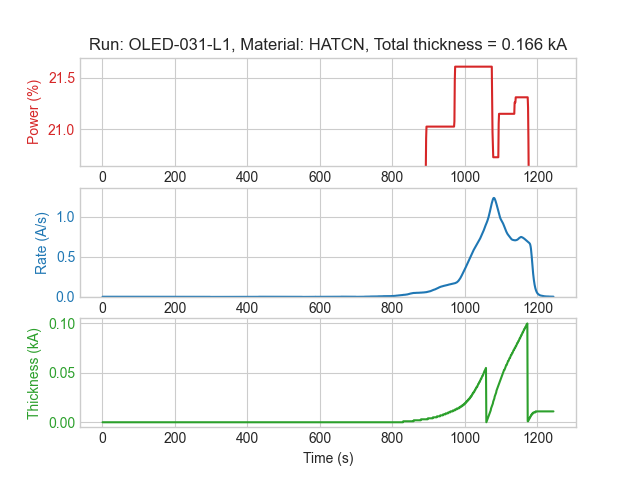 Run: OLED-031-L1, Material: HATCN, Total thickness = 0.166 kA
Power (%)
21.5
21.0
0 200 400 600 800 1000 1200
Rate (A/s)
1.0
0.5
0.0
0 200 400 600 800 1000 1200
Thickness (kA)
0.10
0.05
0.00
0 200 400 600 800 1000 1200
Time (s)